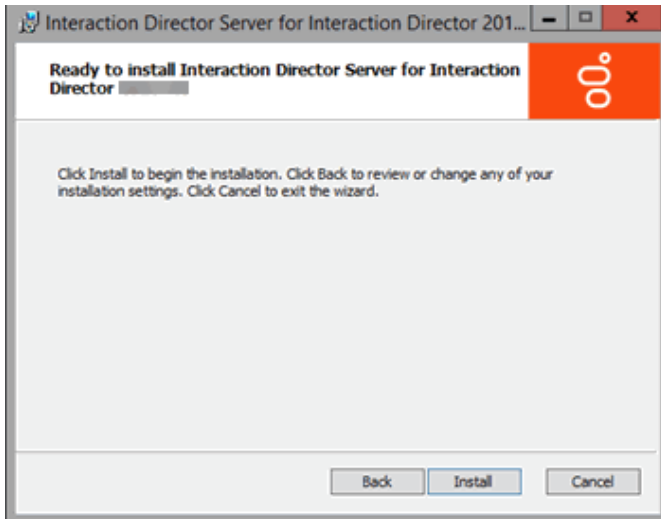 Interaction Director Server for Interaction Director 201...
Ready to install Interaction Director Server for Interaction
Director
Click Install to begin the installation. Click Back to review or change any of your
installation settings. Click Cancel to exit the wizard.
Back
Install
Cancel